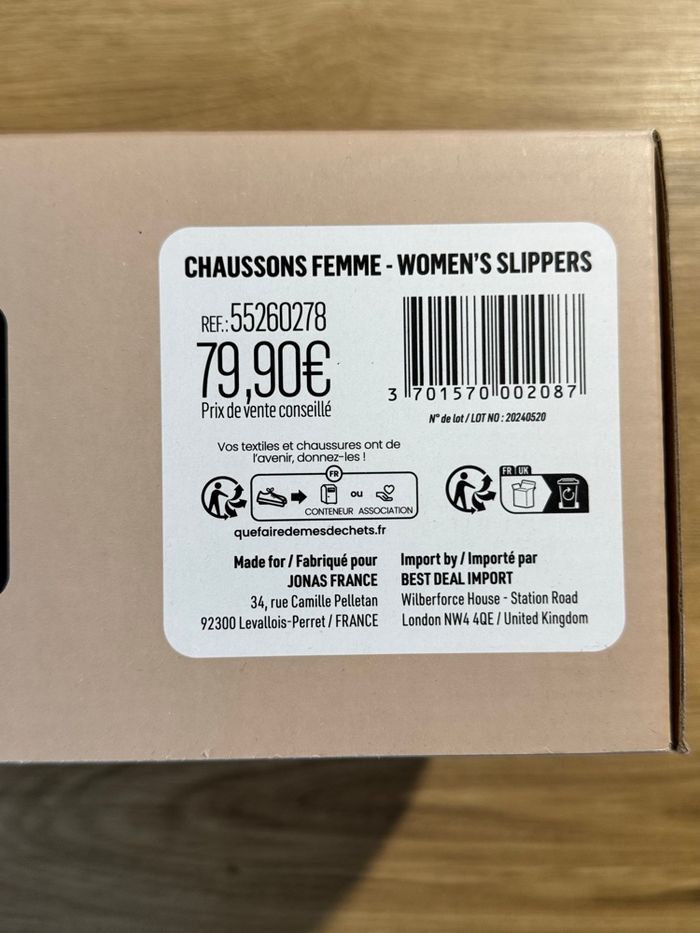 CHAUSSONS FEMME - WOMEN'S SLIPPERS
REF.: 55260278
79,90€
Prix de vente conseillé
3 701570 002087
N° de lot / LOT NO : 20240520
Vos textiles et chaussures ont de
l'avenir, donnez-les !
FR
OU
CONTENEUR ASSOCIATION
quefairedemesdechets.fr
FR UK
Made for / Fabriqué pour
JONAS FRANCE
34, rue Camille Pelletan
92300 Levallois-Perret / FRANCE
Import by / Importé par
BEST DEAL IMPORT
Wilberforce House - Station Road
London NW4 4QE / United Kingdom